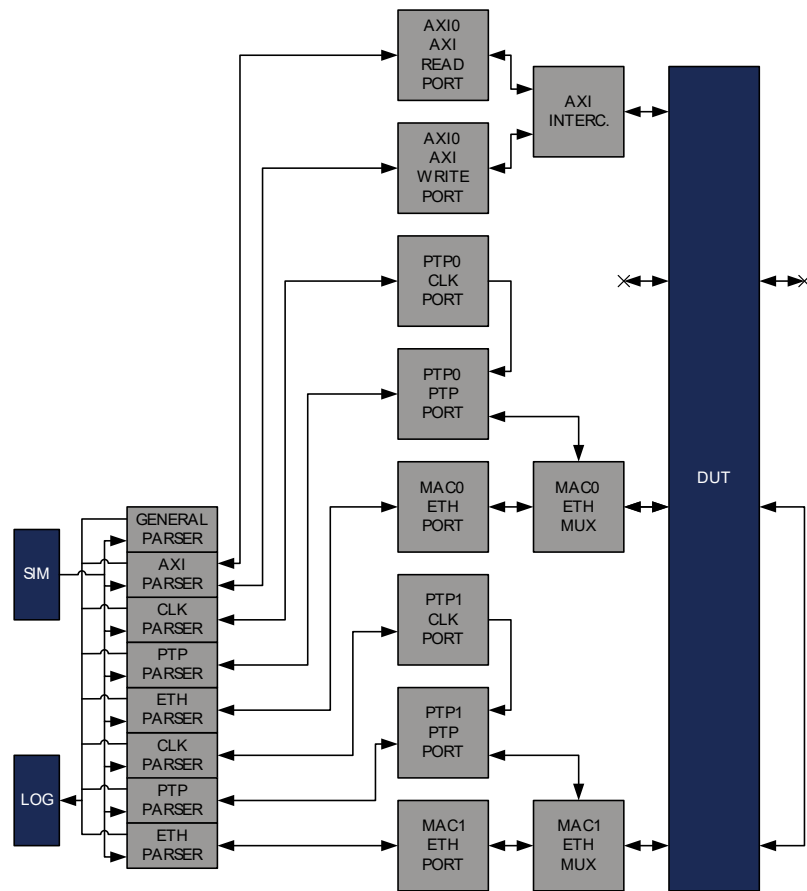 AXI0
AXI
READ
PORT
AXI
INTERC.
AXI0
AXI
WRITE
PORT
PTP0
CLK
PORT
PTP0
PTP
PORT
DUT
MAC0
ETH
PORT
MAC0
ETH
MUX
GENERAL
PARSER
SIM
AXI
PARSER
CLK
PARSER
PTP1
CLK
PORT
PTP
PARSER
ETH
PARSER
PTP1
PTP
PORT
CLK
PARSER
LOG
PTP
PARSER
ETH
PARSER
MAC1
ETH
PORT
MAC1
ETH
MUX